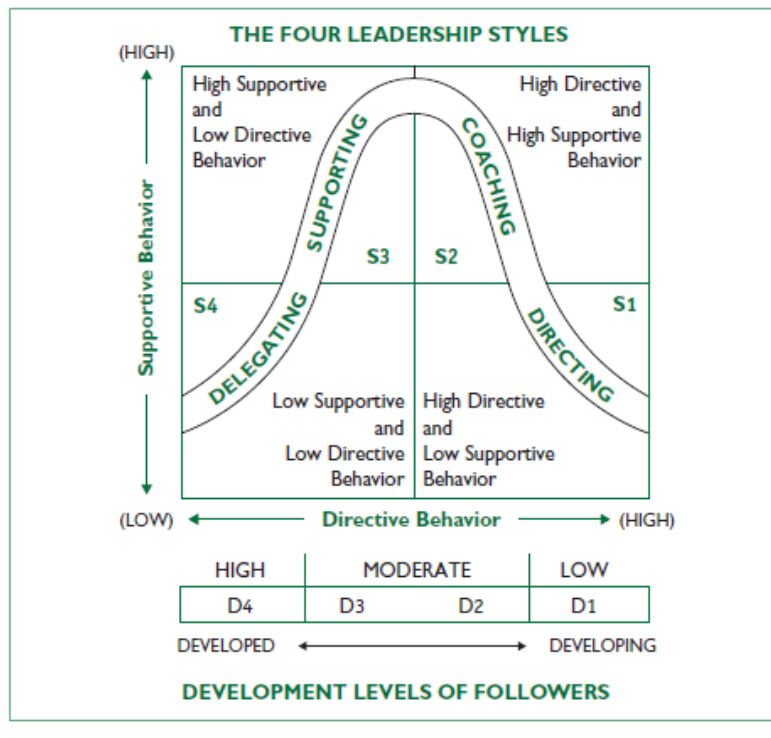 THE FOUR LEADERSHIP STYLES
(HIGH)
High Supportive
and
Low Directive
Behavior
High Directive
and
High Supportive
Behavior
SUPPORTING
COACHING
S3
S2
Supportive Behavior
S4
S1
DELEGATING
DIRECTING
Low Supportive
and
Low Directive
Behavior
High Directive
and
Low Supportive
Behavior
(LOW)
Directive Behavior
(HIGH)
HIGH MODERATE LOW
D4 D3 D2 D1
DEVELOPED DEVELOPING
DEVELOPMENT LEVELS OF FOLLOWERS